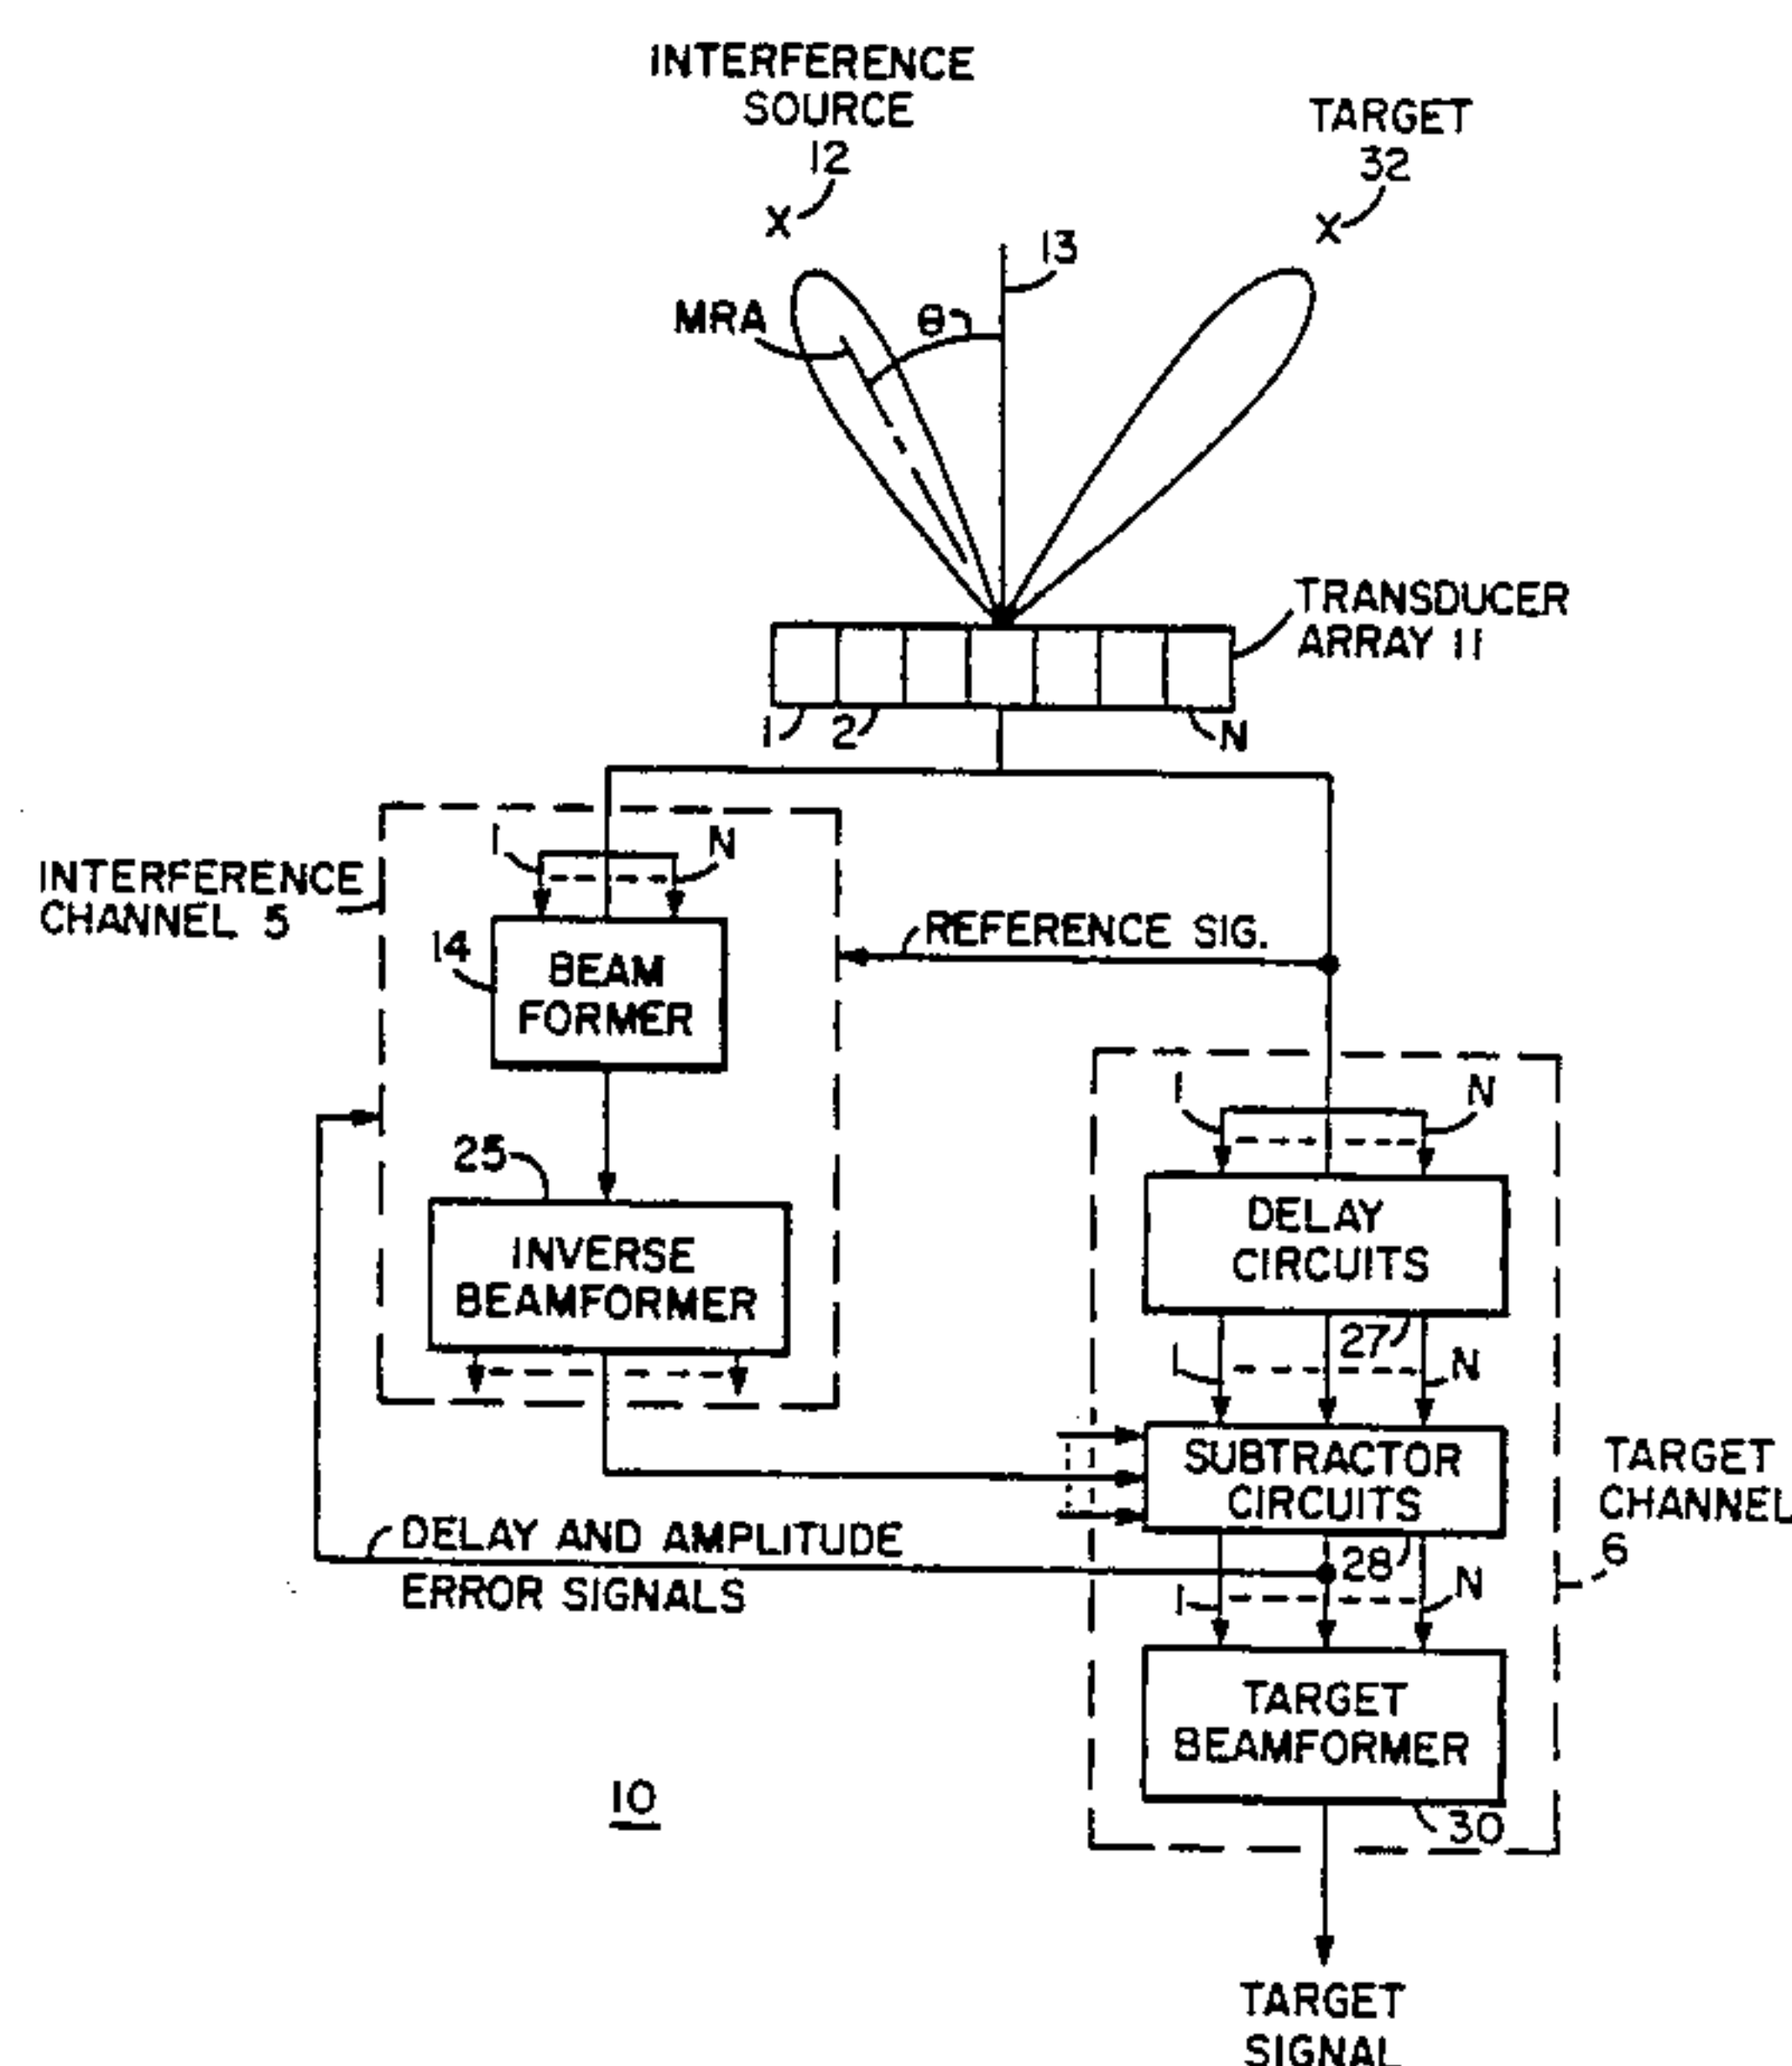 INTERFERENCE
SOURCE
12
X
TARGET
32
X
13
MRA
θ
TRANSDUCER
ARRAY 11
1
2
N
INTERFERENCE
CHANNEL 5
1
N
14
BEAM
FORMER
REFERENCE SIG.
25
INVERSE
BEAMFORMER
1
N
DELAY
CIRCUITS
27
1
N
SUBTRACTOR
CIRCUITS
28
1
N
TARGET
CHANNEL
6
DELAY AND AMPLITUDE
ERROR SIGNALS
TARGET
BEAMFORMER
30
10
TARGET
SIGNAL